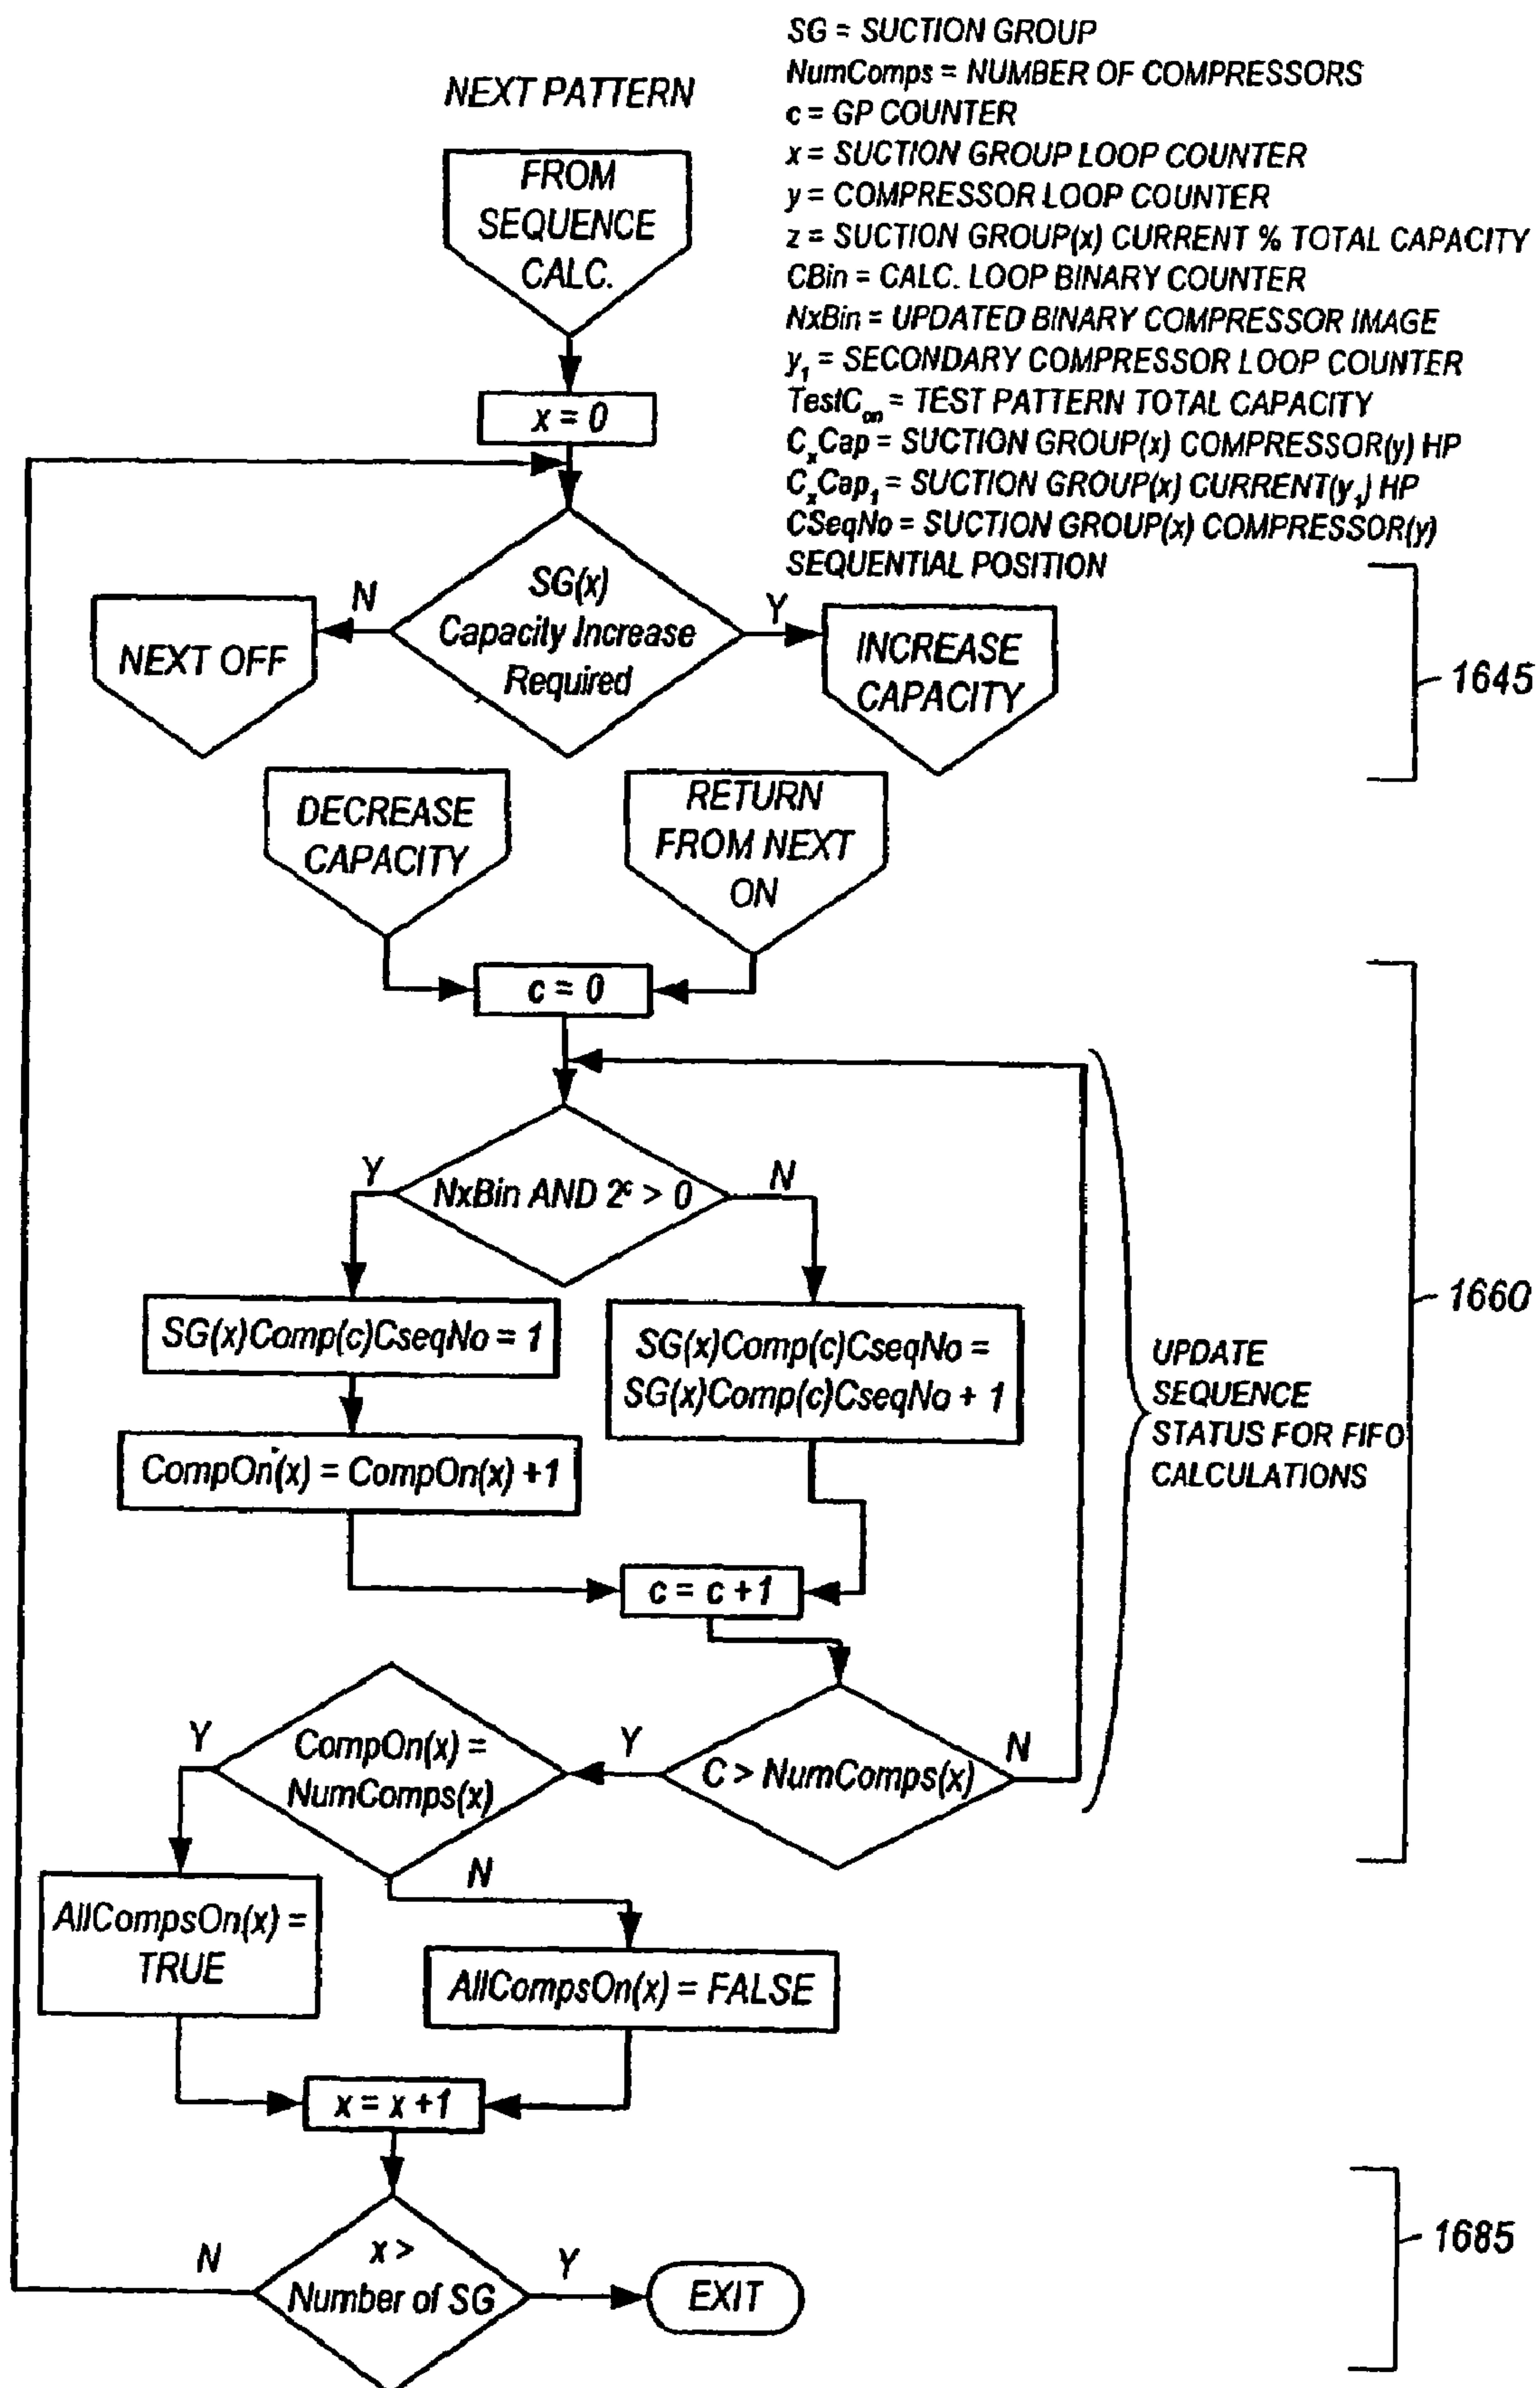 SG = SUCTION GROUP
NumComps = NUMBER OF COMPRESSORS
c = GP COUNTER
x = SUCTION GROUP LOOP COUNTER
y = COMPRESSOR LOOP COUNTER
z = SUCTION GROUP(x) CURRENT % TOTAL CAPACITY
CBin = CALC. LOOP BINARY COUNTER
NxBin = UPDATED BINARY COMPRESSOR IMAGE
y₁ = SECONDARY COMPRESSOR LOOP COUNTER
TestCₒₙ = TEST PATTERN TOTAL CAPACITY
CₓCap = SUCTION GROUP(x) COMPRESSOR(y) HP
CₓCap₁ = SUCTION GROUP(x) CURRENT(y₁) HP
CSeqNo = SUCTION GROUP(x) COMPRESSOR(y)
SEQUENTIAL POSITION
NEXT PATTERN
FROM
SEQUENCE
CALC.
x = 0
SG(x)
Capacity Increase
Required
N
Y
NEXT OFF
INCREASE
CAPACITY
1645
DECREASE
CAPACITY
RETURN
FROM NEXT
ON
c = 0
NxBin AND 2ᶜ > 0
Y
N
SG(x)Comp(c)CseqNo = 1
SG(x)Comp(c)CseqNo =
SG(x)Comp(c)CseqNo + 1
CompOn(x) = CompOn(x) +1
UPDATE
SEQUENCE
STATUS FOR FIFO
CALCULATIONS
1660
c = c +1
C > NumComps(x)
N
Y
CompOn(x) =
NumComps(x)
Y
N
AllCompsOn(x) =
TRUE
AllCompsOn(x) = FALSE
x = x +1
x >
Number of SG
N
Y
EXIT
1685